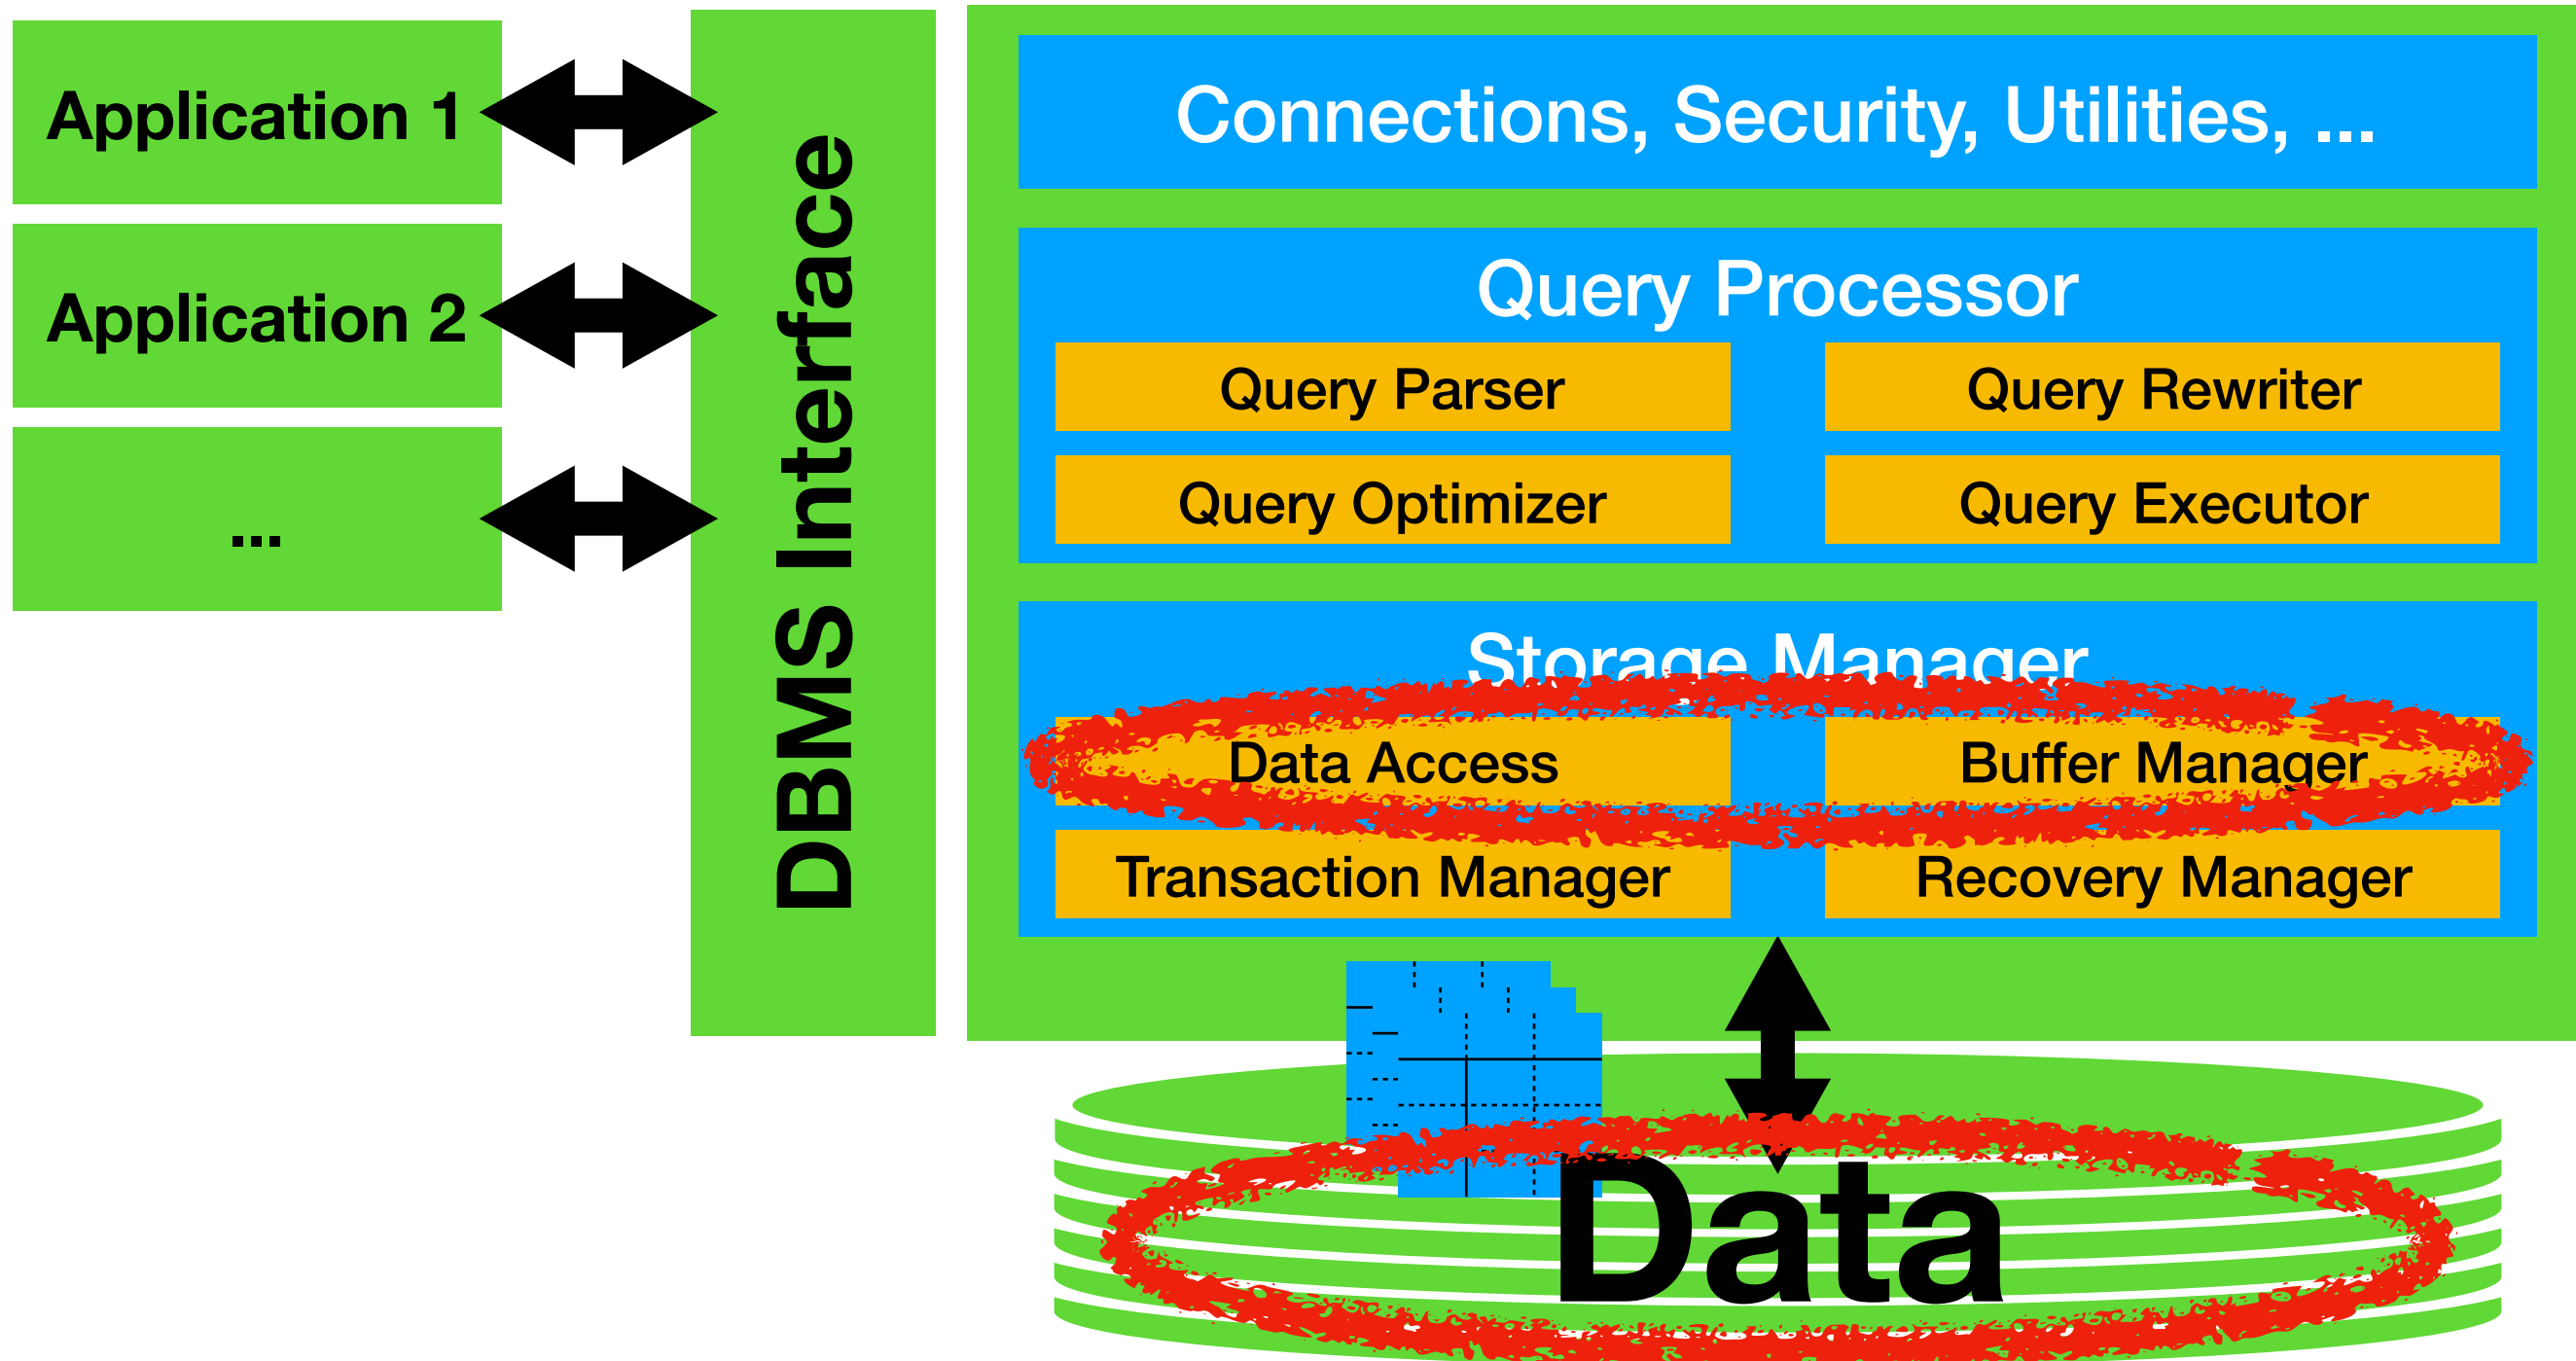 Application 1
Application 2
...
DBMS Interface
Connections, Security, Utilities, ...
Query Processor
Query Parser
Query Rewriter
Query Optimizer
Query Executor
Storage Manager
Data Access
Buffer Manager
Transaction Manager
Recovery Manager
Data